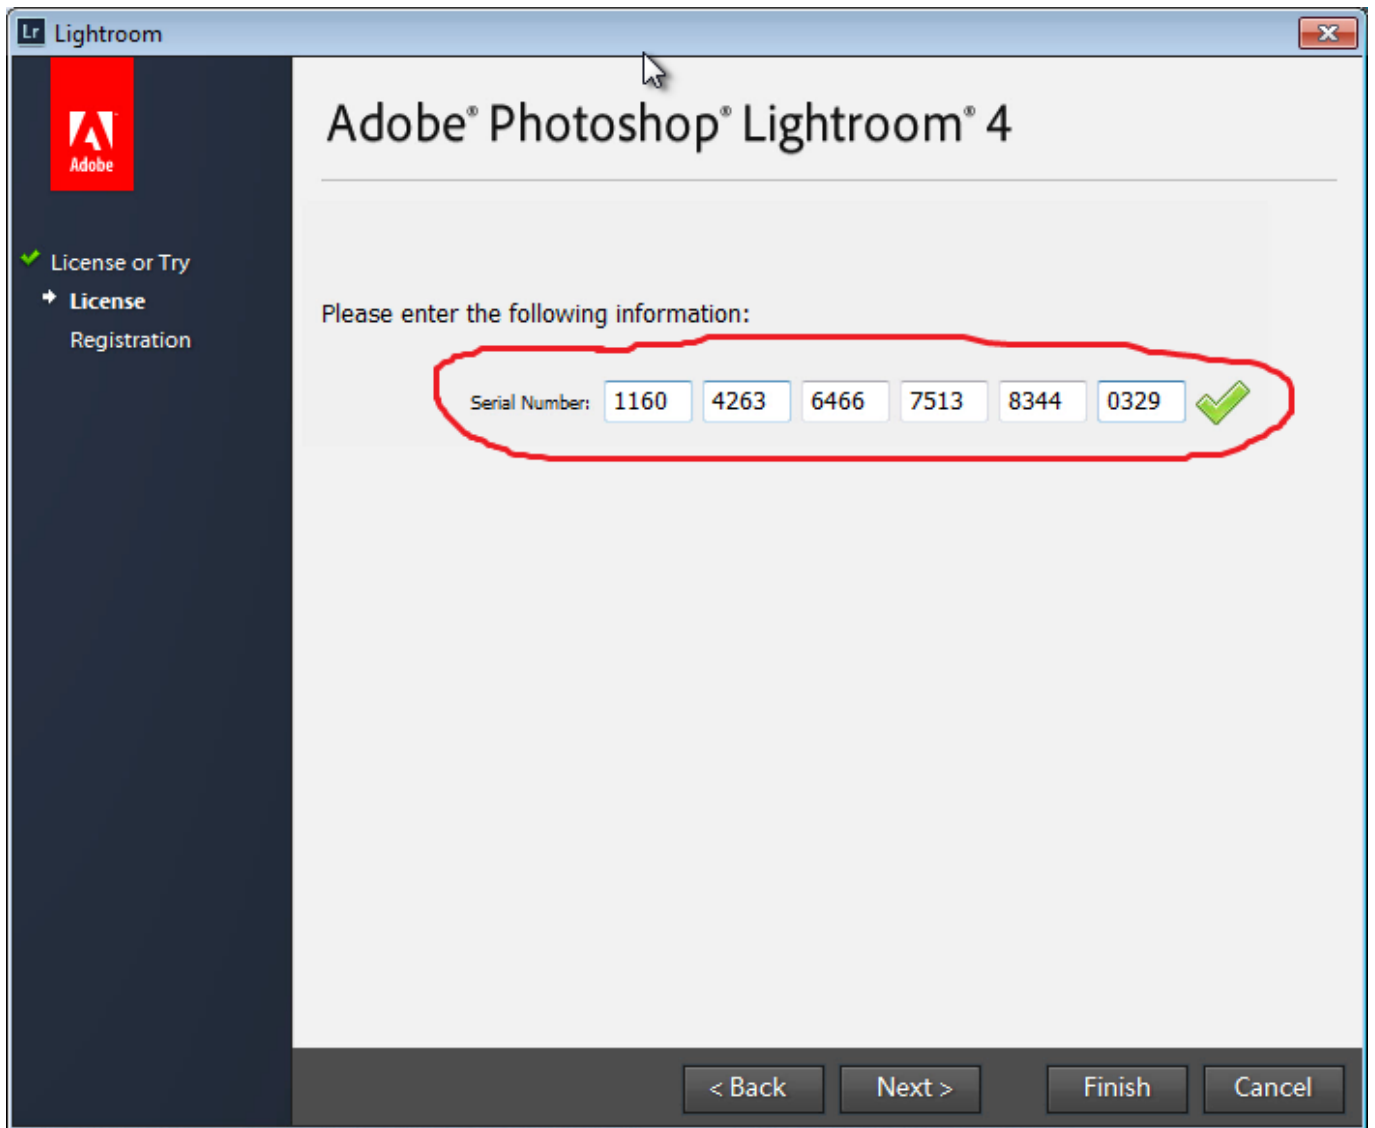 Lr Lightroom
Adobe
Adobe® Photoshop® Lightroom® 4
License or Try
License
Registration
Please enter the following information:
Serial Number: 1160 4263 6466 7513 8344 0329
< Back Next > Finish Cancel